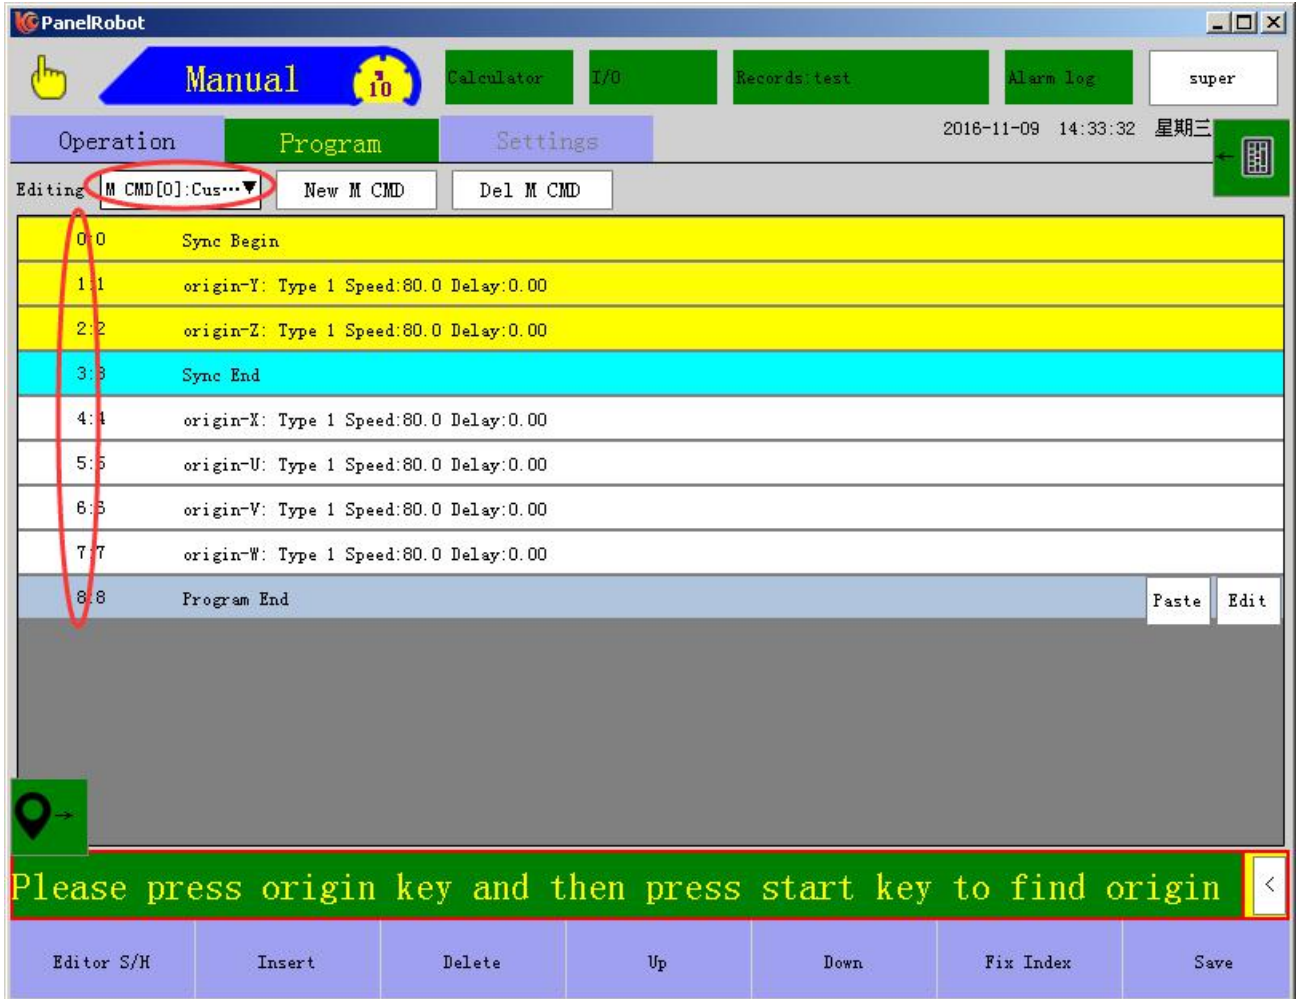 PanelRobot
Manual 10 Calculator I/O Records:test Alarm log super
Operation Program Settings 2016-11-09 14:33:32 星期三
Editing M CMD[0]:Cus…▼ New M CMD Del M CMD
0:0 Sync Begin
1:1 origin-Y: Type 1 Speed:80.0 Delay:0.00
2:2 origin-Z: Type 1 Speed:80.0 Delay:0.00
3:3 Sync End
4:4 origin-X: Type 1 Speed:80.0 Delay:0.00
5:5 origin-U: Type 1 Speed:80.0 Delay:0.00
6:6 origin-V: Type 1 Speed:80.0 Delay:0.00
7:7 origin-W: Type 1 Speed:80.0 Delay:0.00
8:8 Program End Paste Edit
Please press origin key and then press start key to find origin <
Editor S/H Insert Delete Up Down Fix Index Save